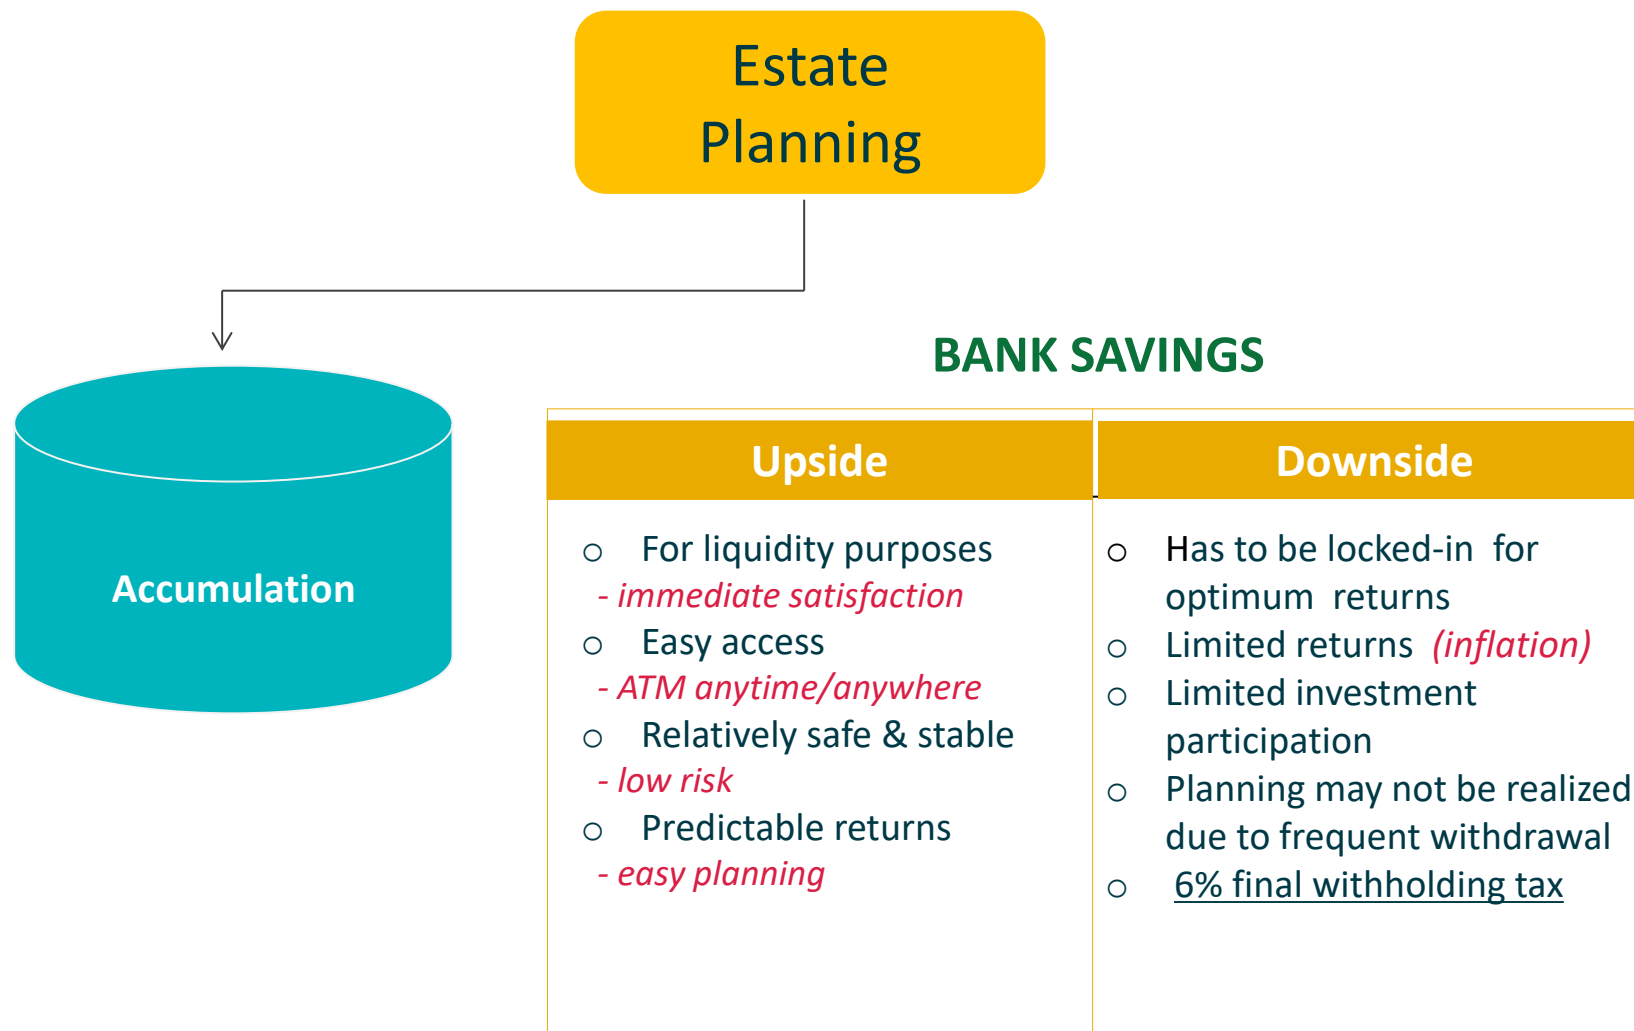 Estate
Planning
BANK SAVINGS
Accumulation
Upside
○ For liquidity purposes
- immediate satisfaction
○ Easy access
- ATM anytime/anywhere
○ Relatively safe & stable
- low risk
○ Predictable returns
- easy planning
Downside
○ Has to be locked-in for
optimum returns
○ Limited returns (inflation)
○ Limited investment
participation
○ Planning may not be realized
due to frequent withdrawal
○ 6% final withholding tax